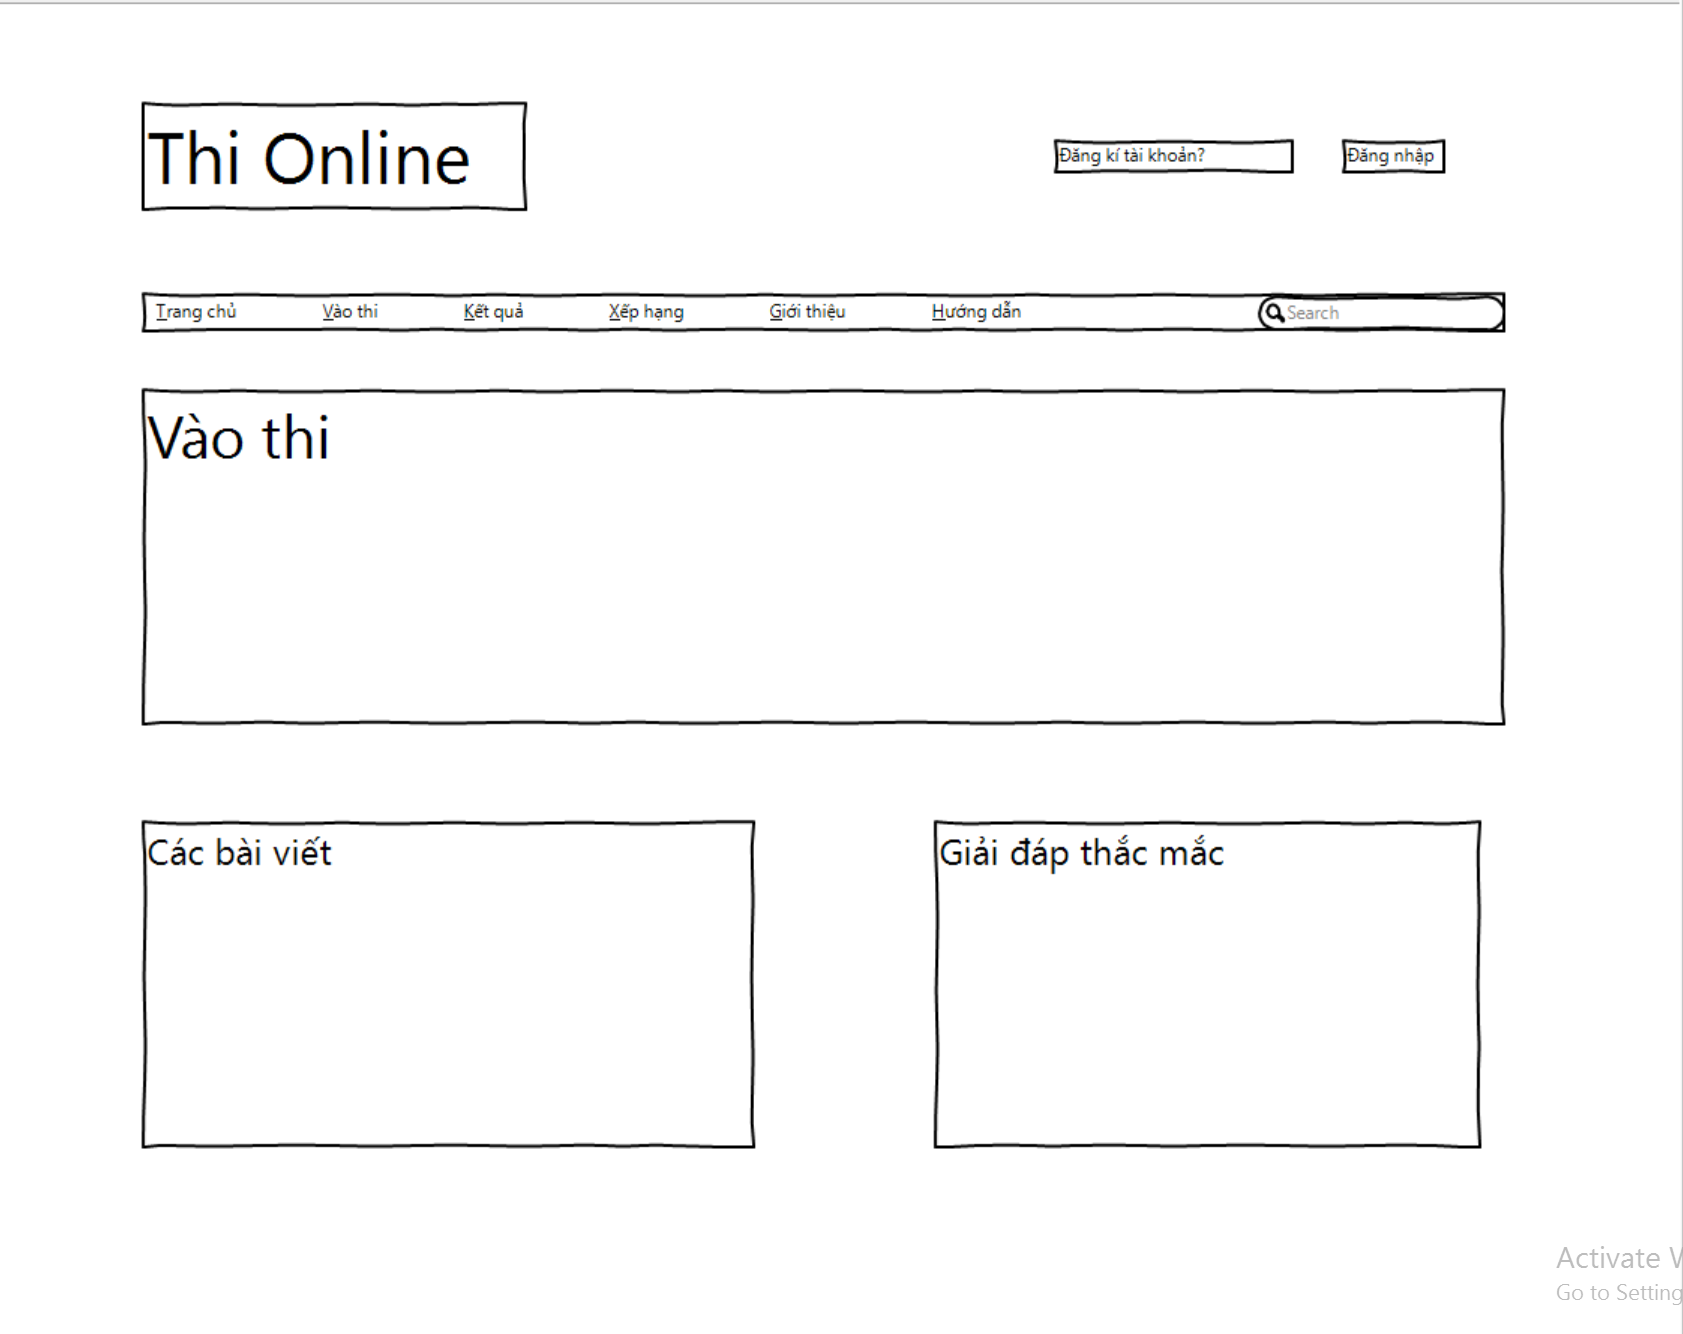 Thi Online
Đăng kí tài khoản?
Đăng nhập
Trang chủ Vào thi Kết quả Xếp hạng Giới thiệu Hướng dẫn Search
Vào thi
Các bài viết
Giải đáp thắc mắc
Activate
Go to Setting